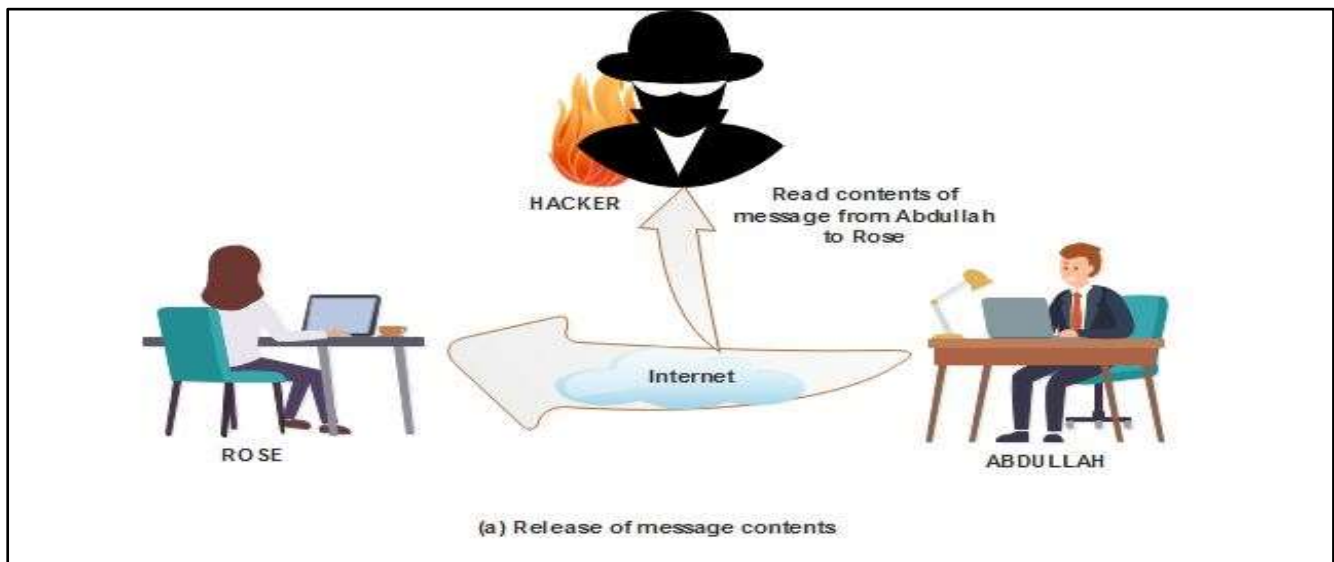 HACKER
Read contents of
message from Abdullah
to Rose
Internet
ROSE
ABDULLAH
(a) Release of message contents